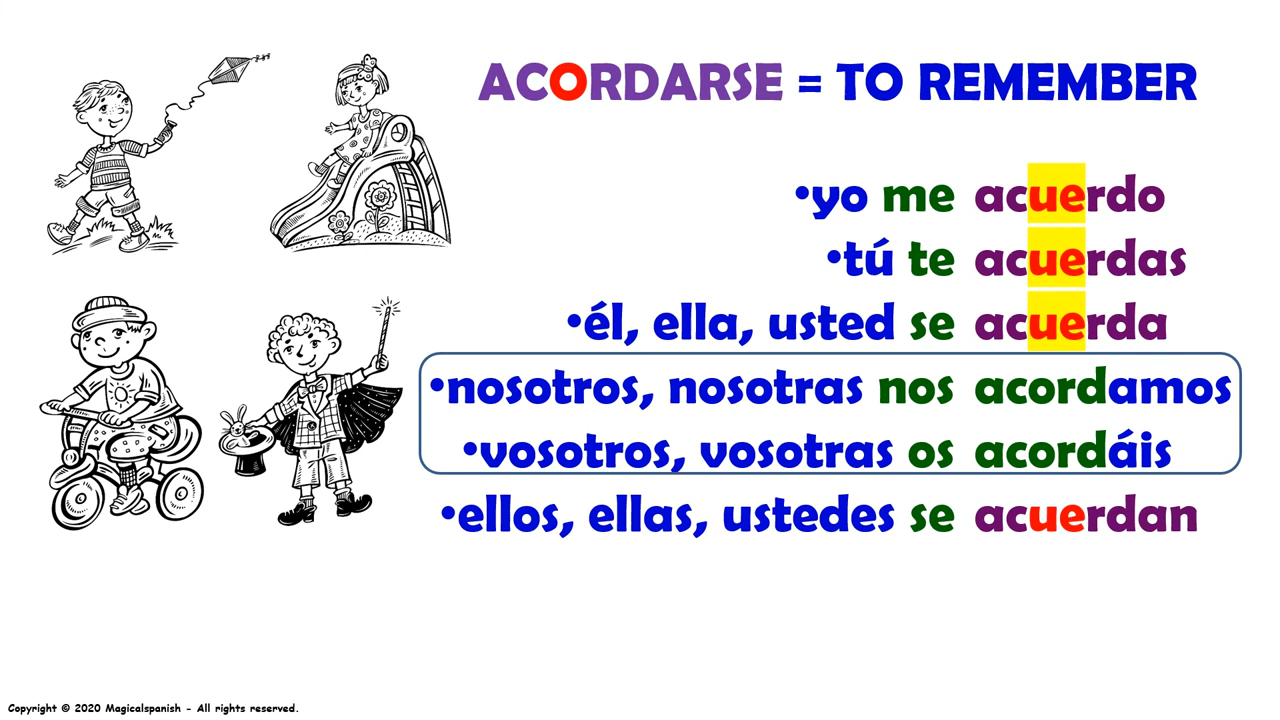 ACORDARSE = TO REMEMBER
•yo me acuerdo
•tú te acuerdas
•él, ella, usted se acuerda
•nosotros, nosotras nos acordamos
•vosotros, vosotras os acordáis
•ellos, ellas, ustedes se acuerdan
Copyright © 2020 Magicalspanish - All rights reserved.